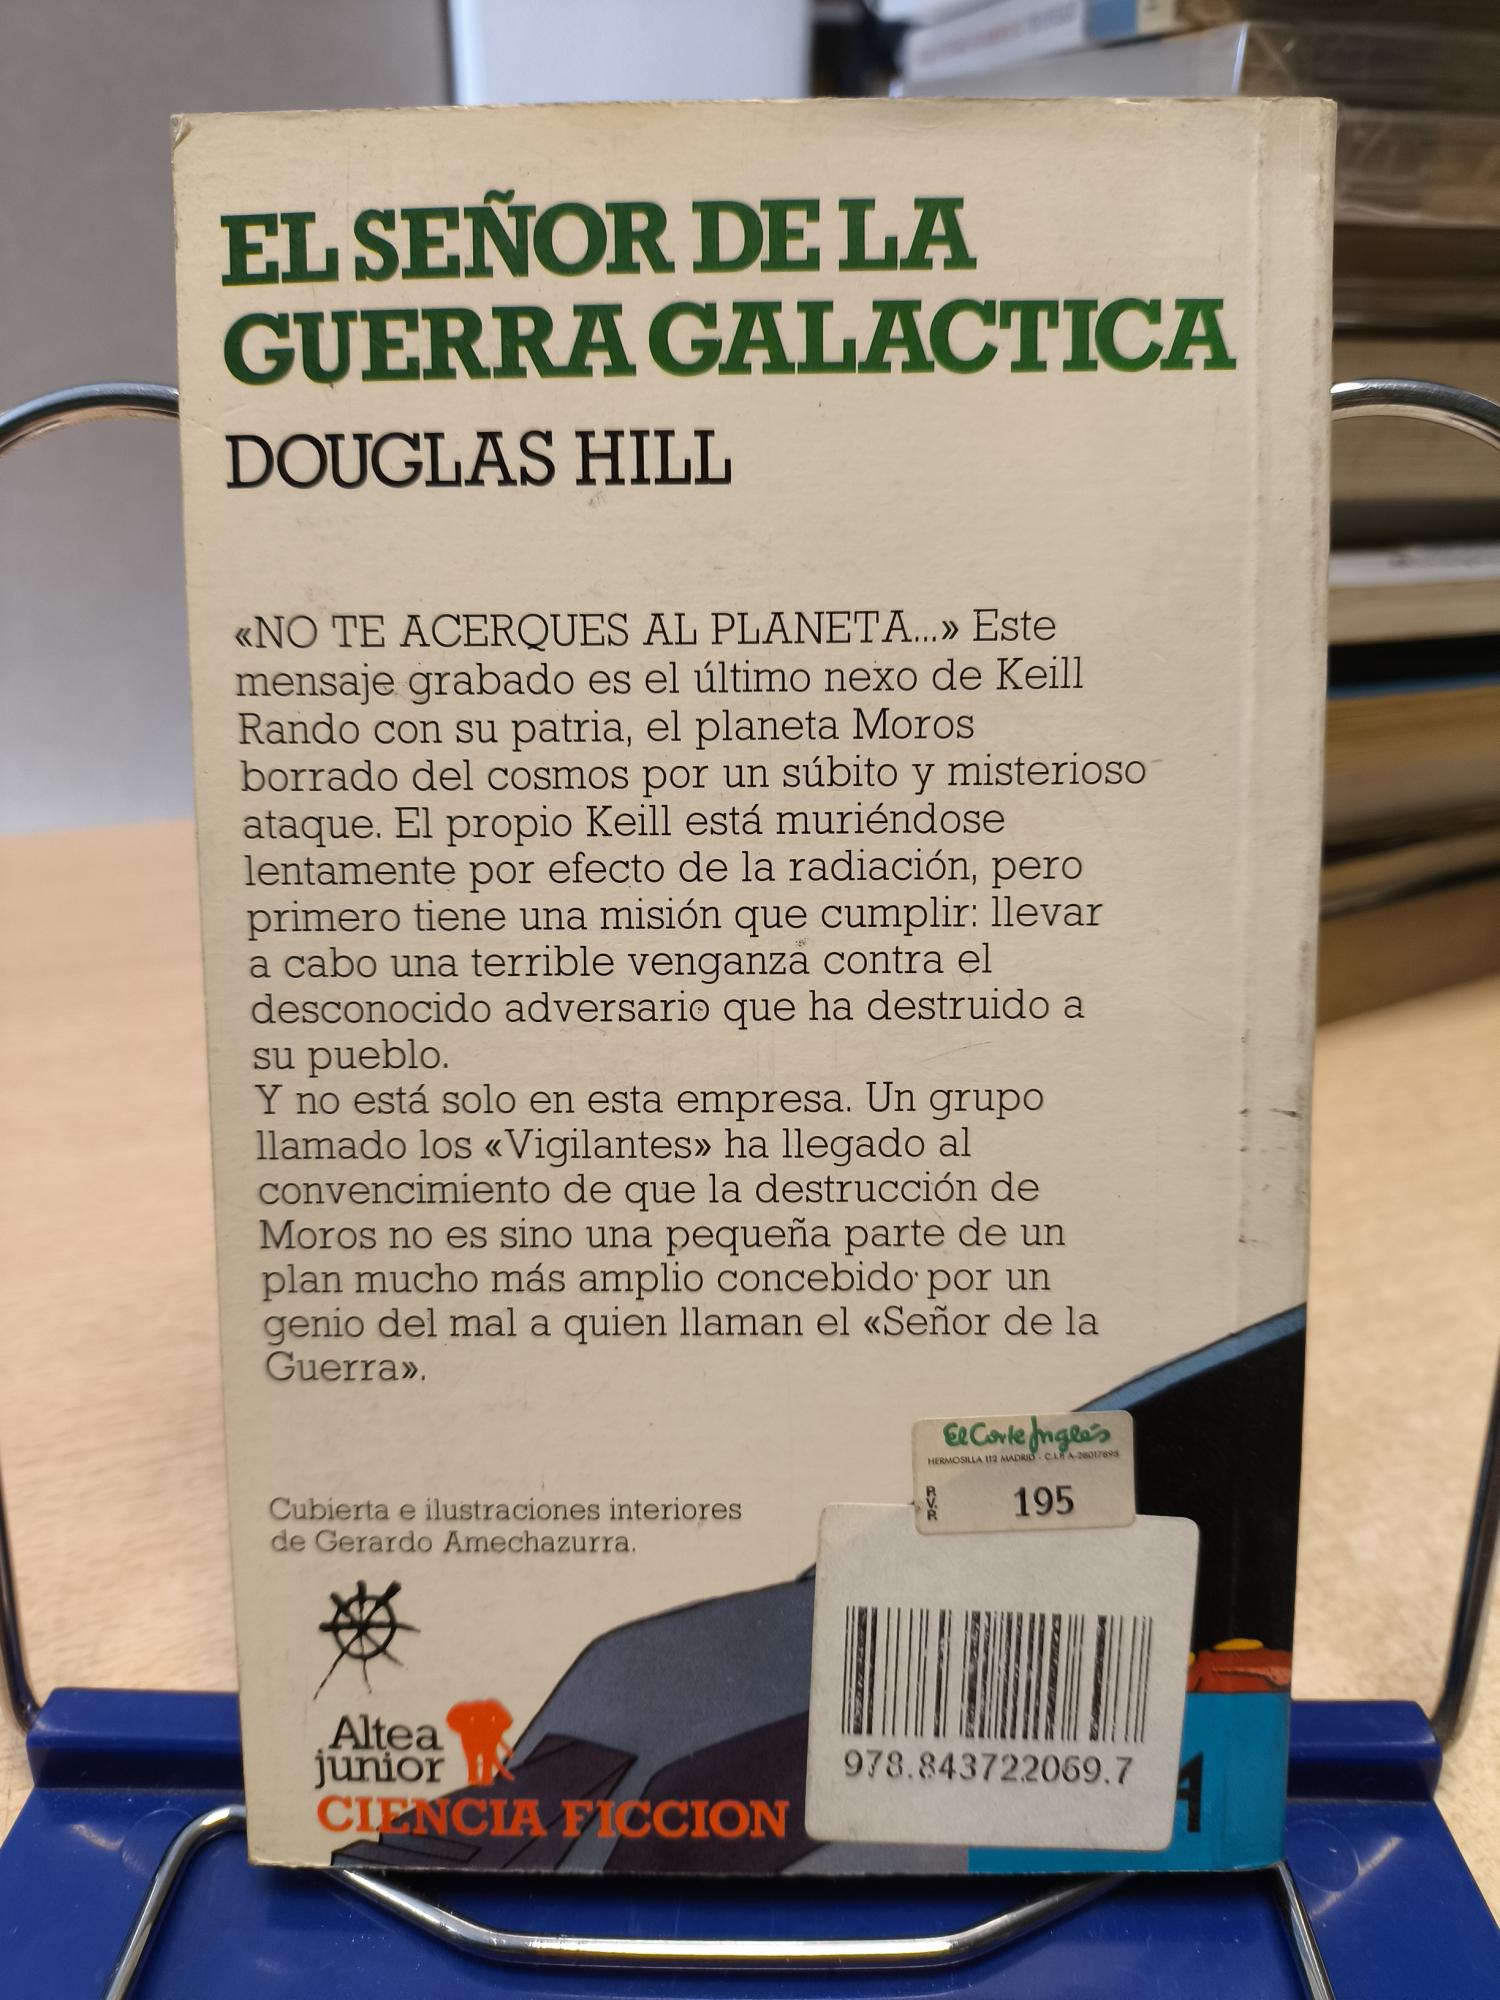 EL SEÑOR DE LA
GUERRA GALACTICA
DOUGLAS HILL
«NO TE ACERQUES AL PLANETA...» Este
mensaje grabado es el último nexo de Keill
Rando con su patria, el planeta Moros
borrado del cosmos por un súbito y misterioso
ataque. El propio Keill está muriéndose
lentamente por efecto de la radiación, pero
primero tiene una misión que cumplir: llevar
a cabo una terrible venganza contra el
desconocido adversario que ha destruido a
su pueblo.
Y no está solo en esta empresa. Un grupo
llamado los «Vigilantes» ha llegado al
convencimiento de que la destrucción de
Moros no es sino una pequeña parte de un
plan mucho más amplio concebido por un
genio del mal a quien llaman el «Señor de la
Guerra».
El Corte Inglés
HERMOSILLA 112 MADRID - C.I.F. A-28017895
P.V.P. 195
Cubierta e ilustraciones interiores
de Gerardo Amechazurra.
978.843722069.7
Altea
junior
CIENCIA FICCION